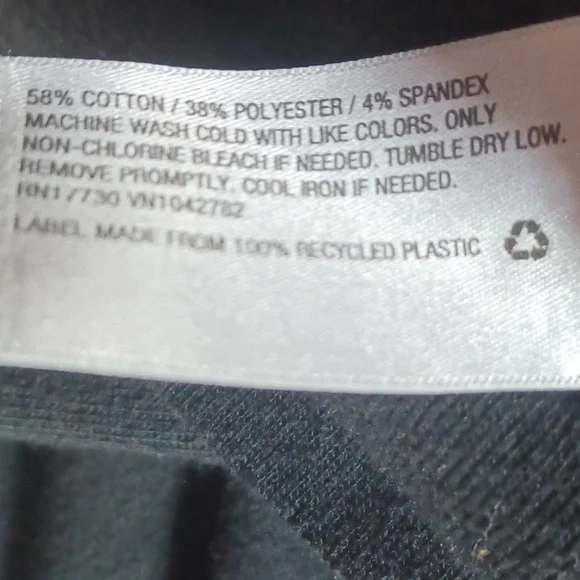 58% COTTON / 38% POLYESTER / 4% SPANDEX
MACHINE WASH COLD WITH LIKE COLORS. ONLY
NON-CHLORINE BLEACH IF NEEDED. TUMBLE DRY LOW.
REMOVE PROMPTLY. COOL IRON IF NEEDED.
RN17730 VN1042782
LABEL MADE FROM 100% RECYCLED PLASTIC